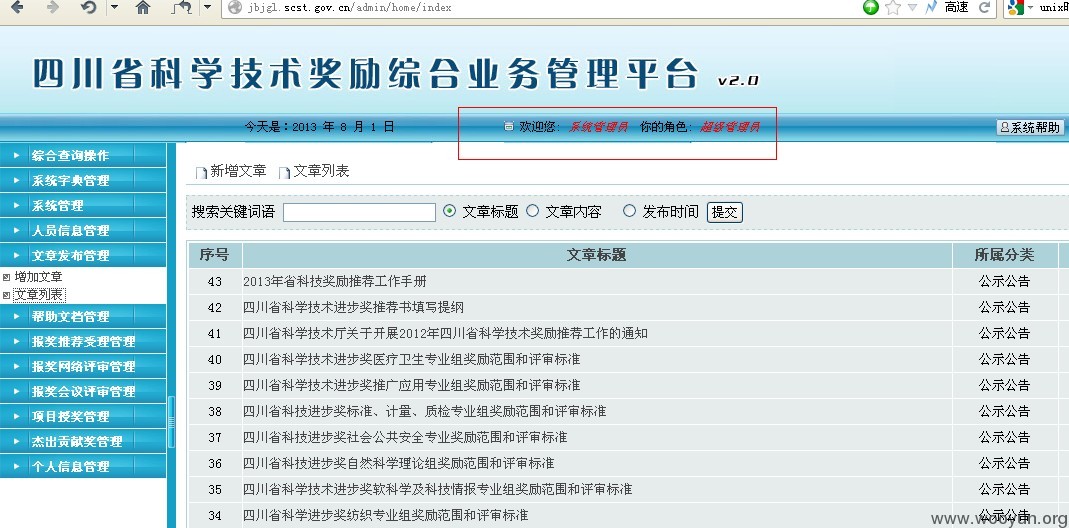 jbjgl.scst.gov.cn/admin/home/index
高速
四川省科学技术奖励综合业务管理平台 v2.0
今天是：2013 年 8 月 1 日
欢迎您: 系统管理员 你的角色: 超级管理员
系统帮助
综合查询操作
系统字典管理
系统管理
人员信息管理
文章发布管理
增加文章
文章列表
帮助文档管理
报奖推荐受理管理
报奖网络评审管理
报奖会议评审管理
项目授奖管理
杰出贡献奖管理
个人信息管理
新增文章 文章列表
搜索关键词语 文章标题 文章内容 发布时间 提交
序号 文章标题 所属分类
43 2013年省科技奖励推荐工作手册 公示公告
42 四川省科学技术进步奖推荐书填写提纲 公示公告
41 四川省科学技术厅关于开展2012年四川省科学技术奖励推荐工作的通知 公示公告
40 四川省科学技术进步奖医疗卫生专业组奖励范围和评审标准 公示公告
39 四川省科学技术进步奖推广应用专业组奖励范围和评审标准 公示公告
38 四川省科技进步奖标准、计量、质检专业组奖励范围和评审标准 公示公告
37 四川省科技进步奖社会公共安全专业奖励范围和评审标准 公示公告
36 四川省科技进步奖自然科学理论组奖励范围和评审标准 公示公告
35 四川省科学技术进步奖软科学及科技情报专业组奖励范围和评审标准 公示公告
34 四川省科学进步奖纺织专业组奖励范围和评审标准 公示公告
www.wooyun.org